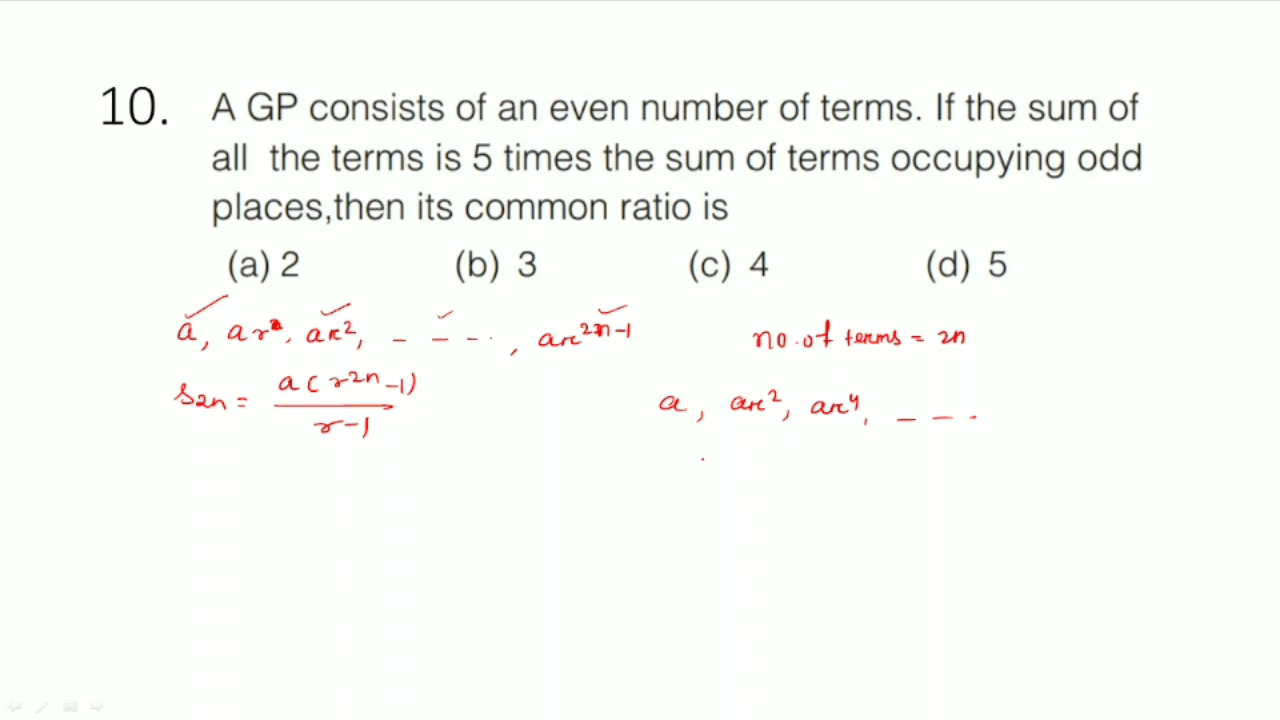 10. A GP consists of an even number of terms. If the sum of
all the terms is 5 times the sum of terms occupying odd
places,then its common ratio is
(a) 2 (b) 3 (c) 4 (d) 5
a, ar, ar², – – – ·, ar²ⁿ⁻¹ no. of terms = 2n
S2n = a(r²ⁿ-1)
r-1
a, ar², ar⁴, – – –